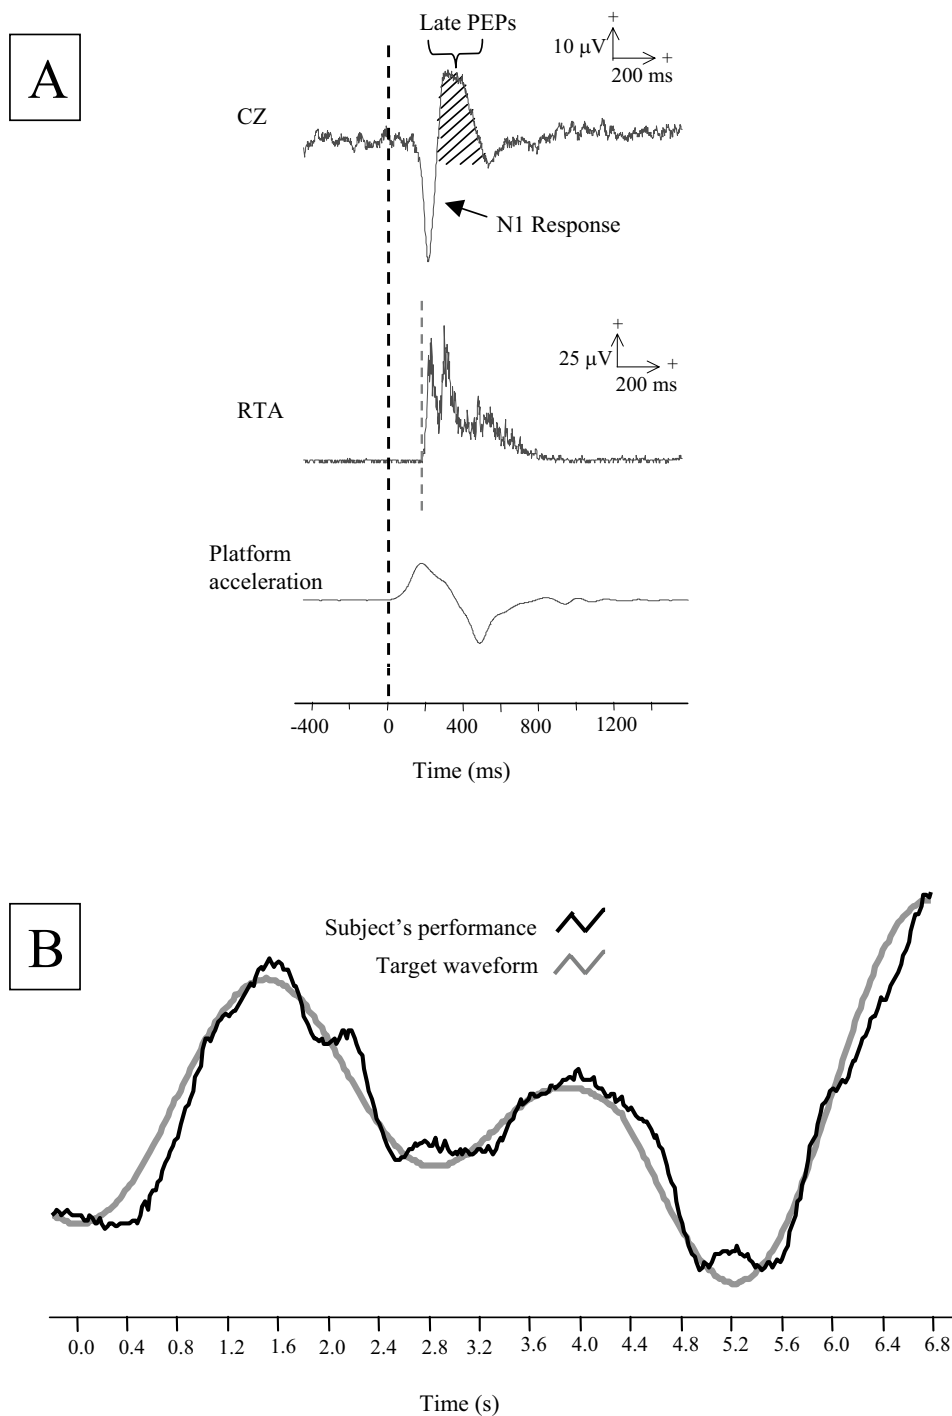 A
Late PEPs
+
10 µV
+
200 ms
CZ
N1 Response
+
25 µV
+
200 ms
RTA
Platform
acceleration
-400 0 400 800 1200
Time (ms)
B
Subject's performance
Target waveform
0.0 0.4 0.8 1.2 1.6 2.0 2.4 2.8 3.2 3.6 4.0 4.4 4.8 5.2 5.6 6.0 6.4 6.8
Time (s)